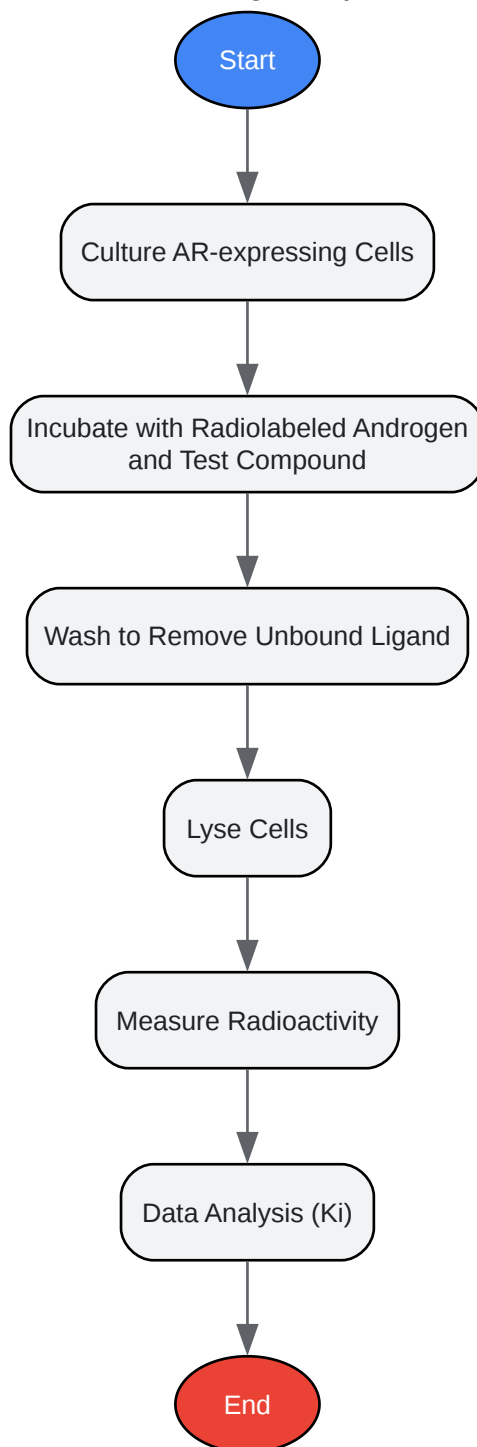 Start
Culture AR-expressing Cells
Incubate with Radiolabeled Androgen
and Test Compound
Wash to Remove Unbound Ligand
Lyse Cells
Measure Radioactivity
Data Analysis (Ki)
End